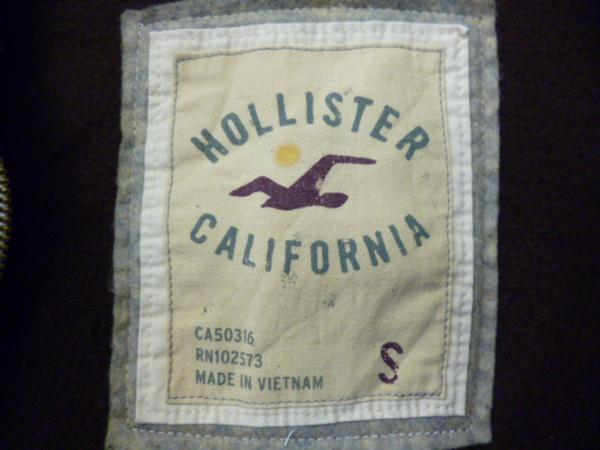 HOLLISTER
CALIFORNIA
CA50316
RN102573
MADE IN VIETNAM
S